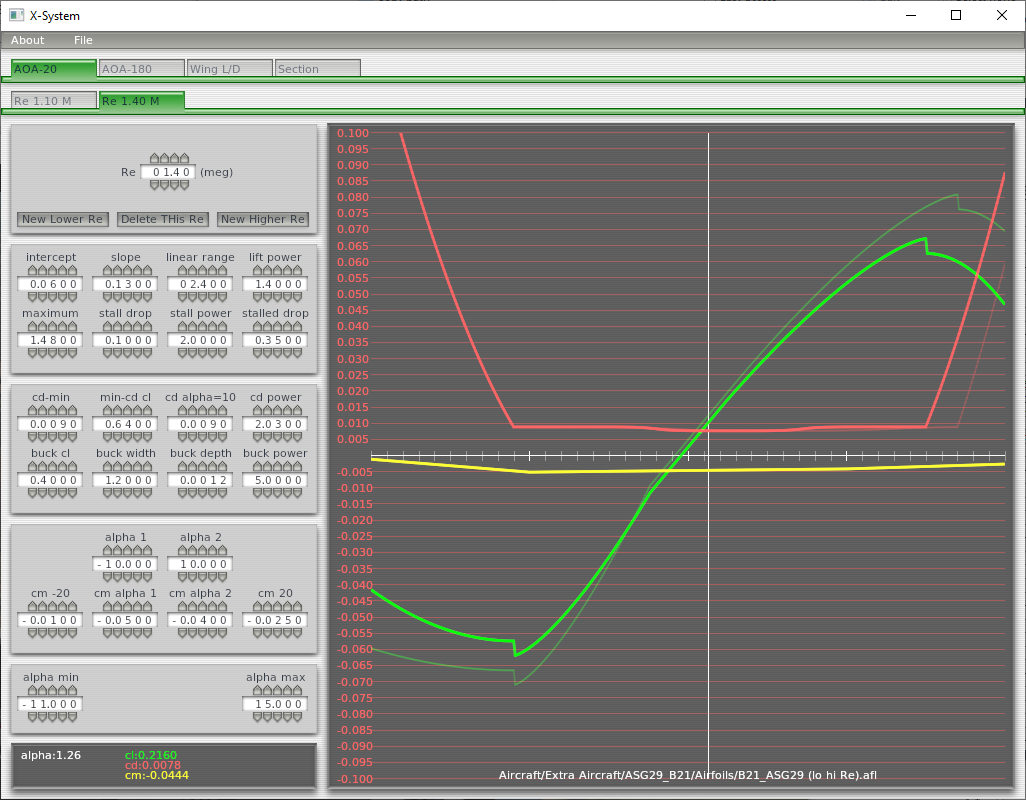 X-System
About File
AOA-20 AOA-180 Wing L/D Section
Re 1.10 M Re 1.40 M
Re 0 1.4 0 (meg)
New Lower Re Delete THis Re New Higher Re
intercept slope linear range lift power
0.0 6 0 0 0.1 3 0 0 0 2.4 0 0 1.4 0 0 0
maximum stall drop stall power stalled drop
1.4 8 0 0 0.1 0 0 0 2.0 0 0 0 0.3 5 0 0
cd-min min-cd cl cd alpha=10 cd power
0.0 0 9 0 0.6 4 0 0 0.0 0 9 0 2.0 3 0 0
buck cl buck width buck depth buck power
0.4 0 0 0 1.2 0 0 0 0.0 0 1 2 5.0 0 0 0
alpha 1 alpha 2
- 1 0.0 0 0 1 0.0 0 0
cm -20 cm alpha 1 cm alpha 2 cm 20
- 0.0 1 0 0 - 0.0 5 0 0 - 0.0 4 0 0 - 0.0 2 5 0
alpha min alpha max
- 1 1.0 0 0 1 5.0 0 0
alpha:1.26 cl:0.2160
cd:0.0078
cm:-0.0444
0.100
0.095
0.090
0.085
0.080
0.075
0.070
0.065
0.060
0.055
0.050
0.045
0.040
0.035
0.030
0.025
0.020
0.015
0.010
0.005
-0.005
-0.010
-0.015
-0.020
-0.025
-0.030
-0.035
-0.040
-0.045
-0.050
-0.055
-0.060
-0.065
-0.070
-0.075
-0.080
-0.085
-0.090
-0.095
-0.100
Aircraft/Extra Aircraft/ASG29_B21/Airfoils/B21_ASG29 (lo hi Re).afl